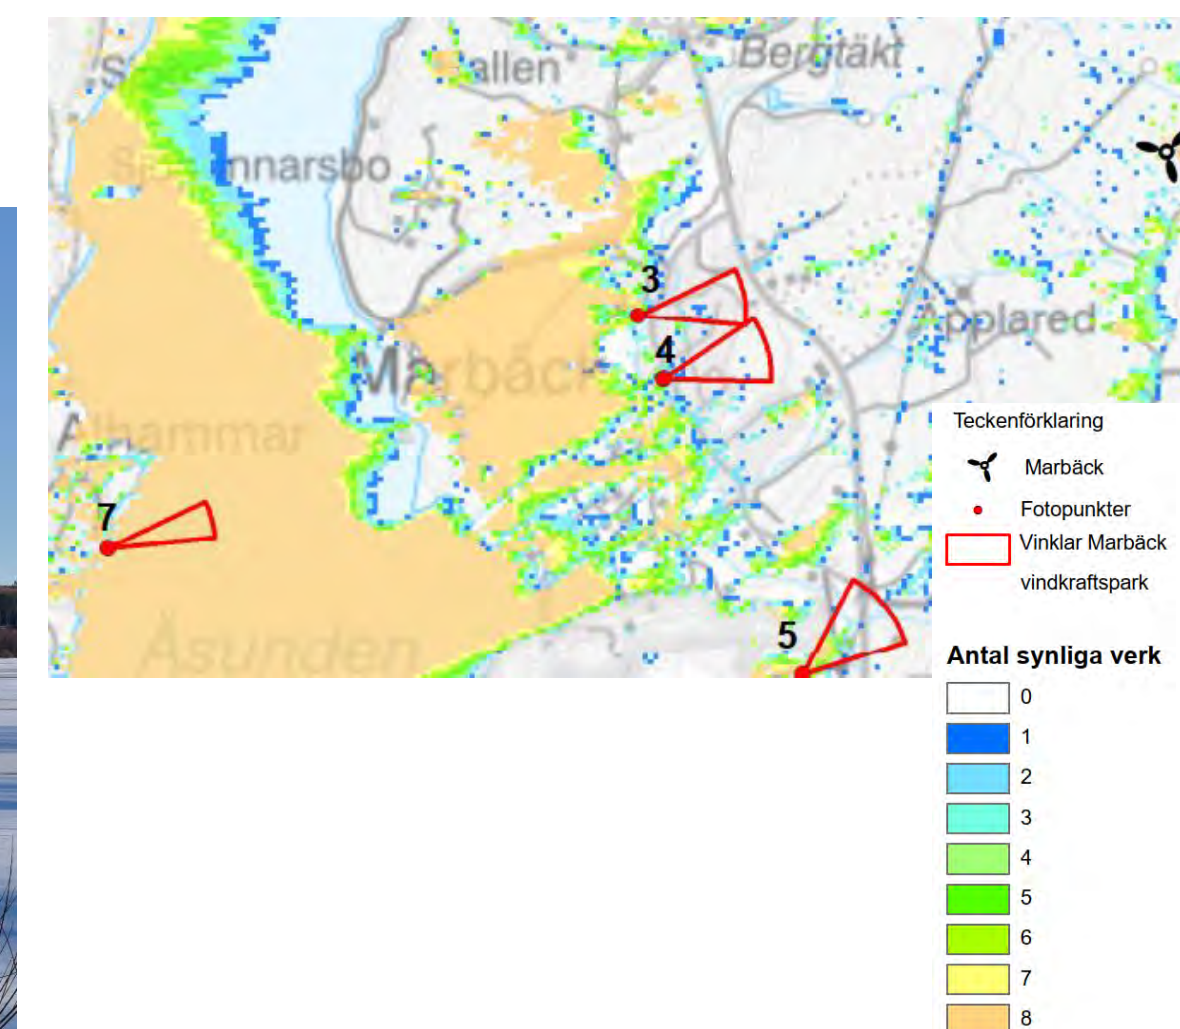 Bergtäkt
allen
S
nnarsbo
3
Applared
4
Marbäck
Alhammar
7
5
Åsunden
Teckenförklaring
Marbäck
Fotopunkter
Vinklar Marbäck
vindkraftspark
Antal synliga verk
0
1
2
3
4
5
6
7
8